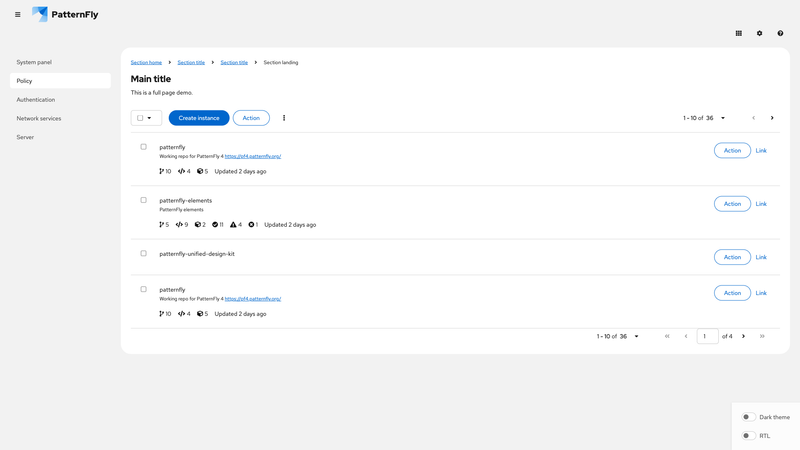 PatternFly
System panel
Policy
Authentication
Network services
Server
Section home Section title Section title Section landing
Main title
This is a full page demo.
Create instance Action 1 - 10 of 36
patternfly
Working repo for PatternFly 4 https://pf4.patternfly.org/
10 4 5 Updated 2 days ago
Action Link
patternfly-elements
PatternFly elements
5 9 2 11 4 1 Updated 2 days ago
Action Link
patternfly-unified-design-kit
Action Link
patternfly
Working repo for PatternFly 4 https://pf4.patternfly.org/
10 4 5 Updated 2 days ago
Action Link
1 - 10 of 36 1 of 4
Dark theme
RTL